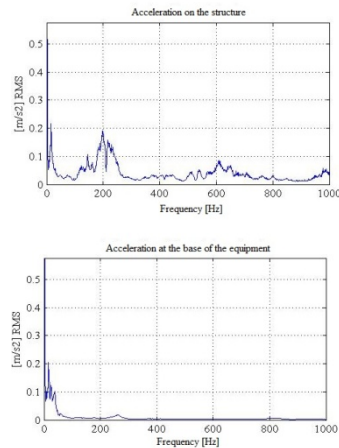 Acceleration on the structure
[m/s2] RMS
0.5
0.4
0.3
0.2
0.1
0
0 200 400 600 800 1000
Frequency [Hz]
Acceleration at the base of the equipment
[m/s2] RMS
0.5
0.4
0.3
0.2
0.1
0
0 200 400 600 800 1000
Frequency [Hz]